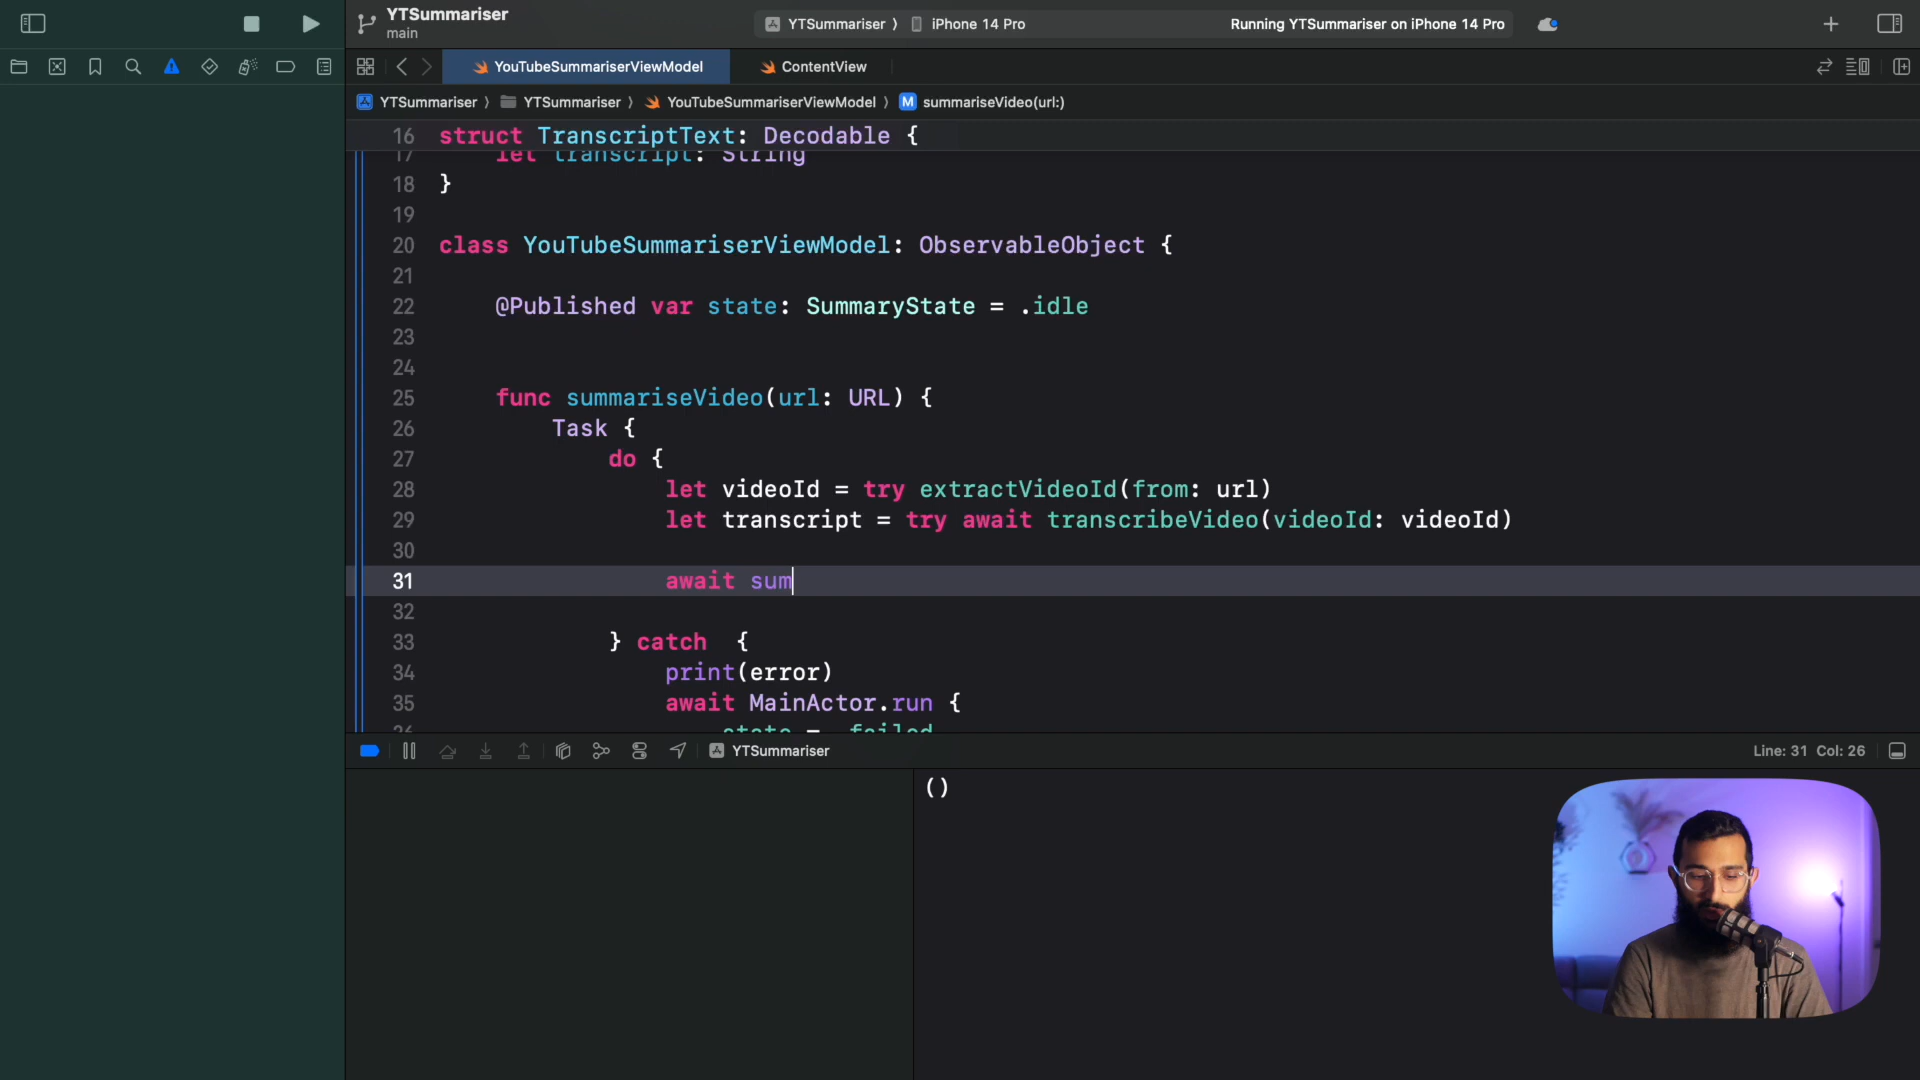 YTSummariser
main
YTSummariser ⟩ iPhone 14 Pro
Running YTSummariser on iPhone 14 Pro
YouTubeSummariserViewModel
ContentView
YTSummariser ⟩ YTSummariser ⟩ YouTubeSummariserViewModel ⟩ M summariseVideo(url:)
16 struct TranscriptText: Decodable {
17 let transcript: String
18 }
19
20 class YouTubeSummariserViewModel: ObservableObject {
21
22 @Published var state: SummaryState = .idle
23
24
25 func summariseVideo(url: URL) {
26 Task {
27 do {
28 let videoId = try extractVideoId(from: url)
29 let transcript = try await transcribeVideo(videoId: videoId)
30
31 await sum
32
33 } catch  {
34 print(error)
35 await MainActor.run {
36 state = .failed
YTSummariser
Line: 31 Col: 26
()